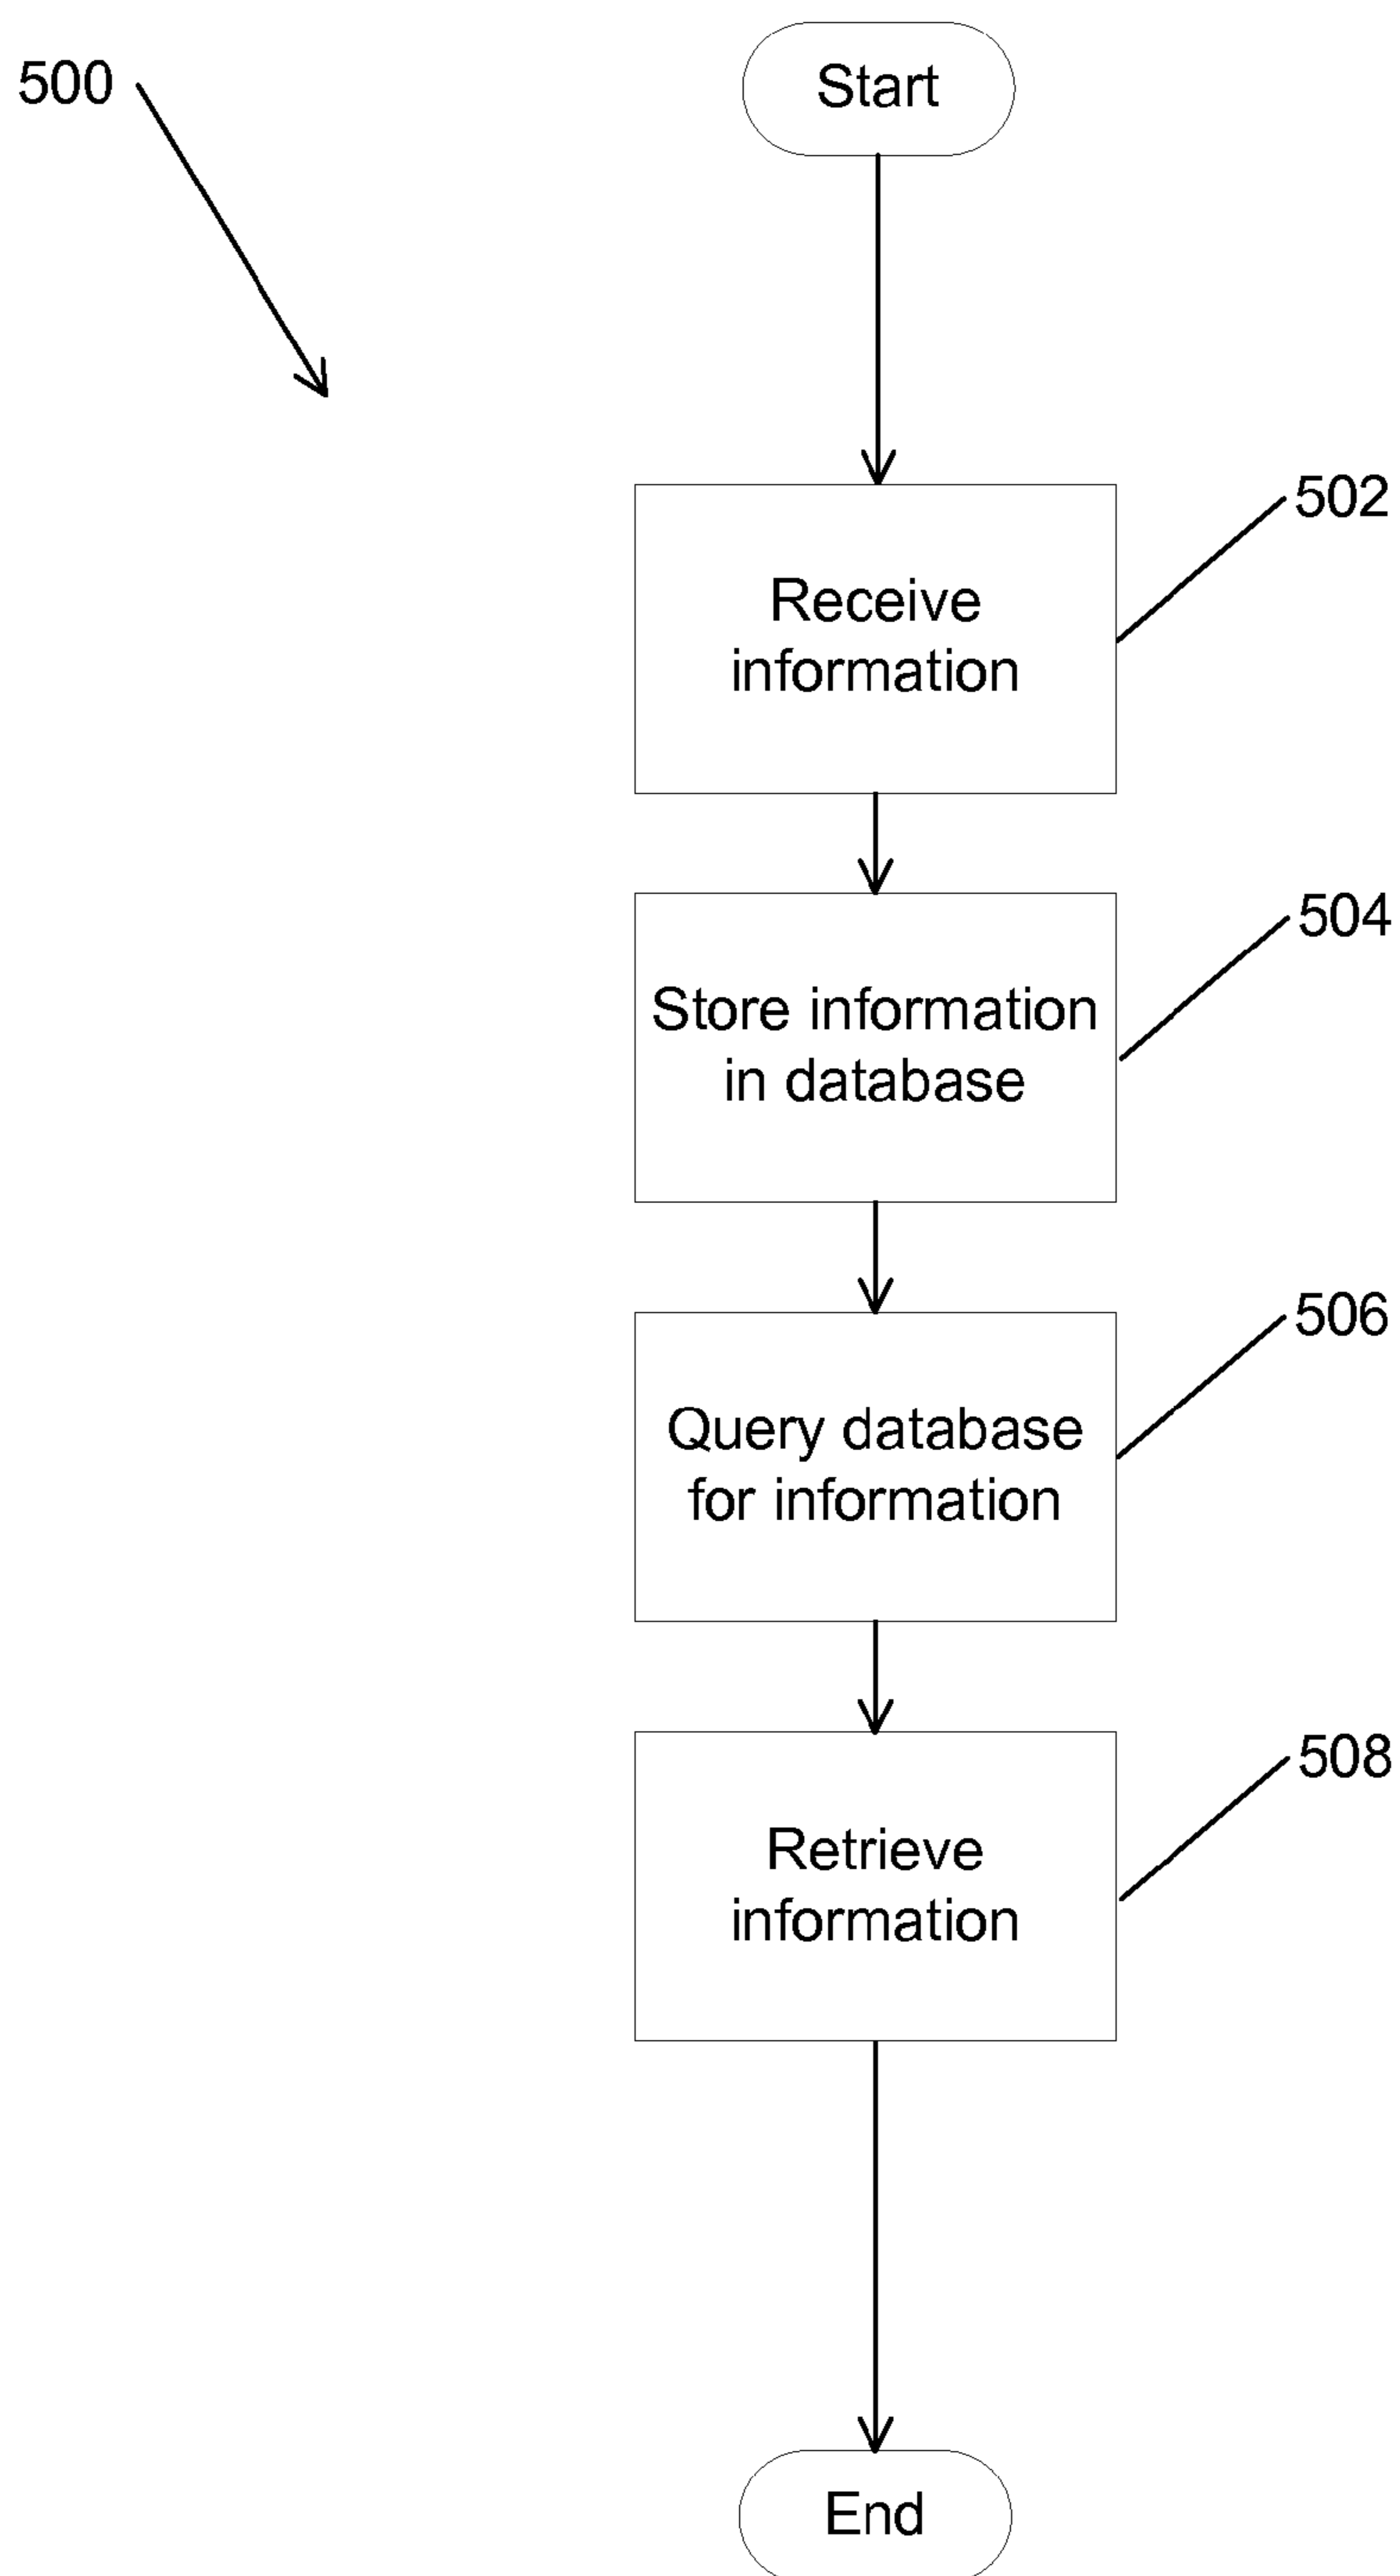 500
Start
502
Receive
information
504
Store information
in database
506
Query database
for information
508
Retrieve
information
End